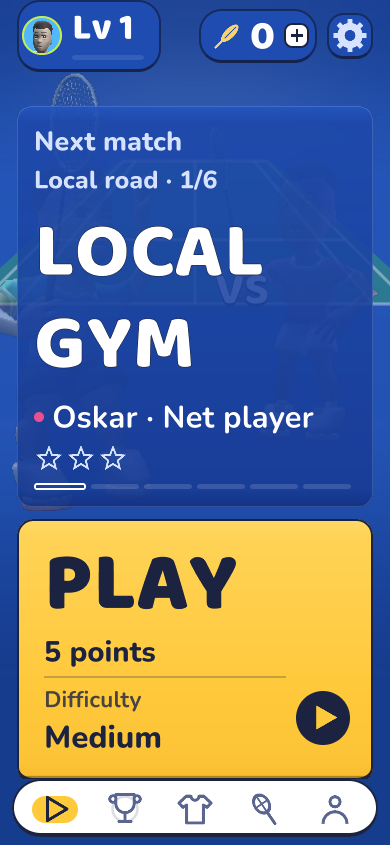 Lv 1
0
Next match
Local road · 1/6
VS
LOCAL
GYM
Oskar · Net player
PLAY
5 points
Difficulty
Medium